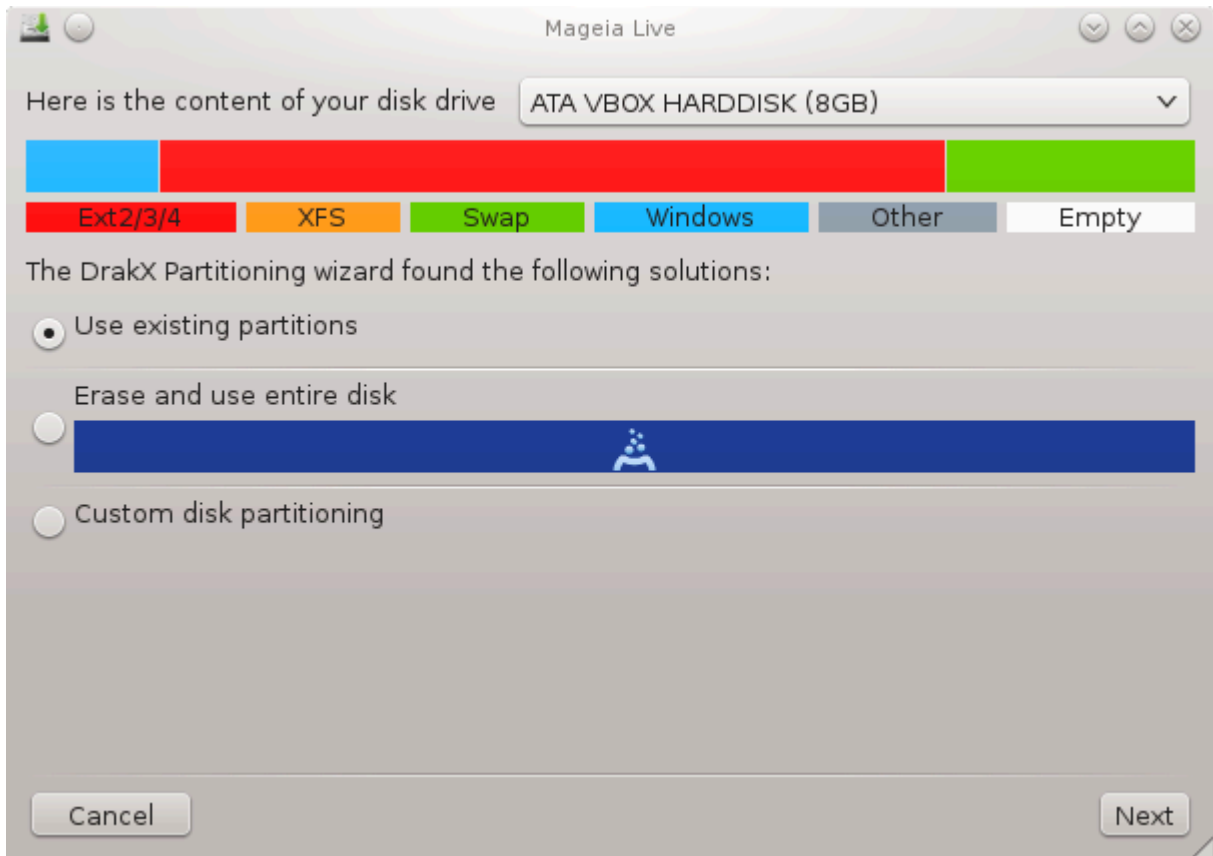 Mageia Live
Here is the content of your disk drive ATA VBOX HARDDISK (8GB)
Ext2/3/4 XFS Swap Windows Other Empty
The DrakX Partitioning wizard found the following solutions:
Use existing partitions
Erase and use entire disk
Custom disk partitioning
Cancel Next